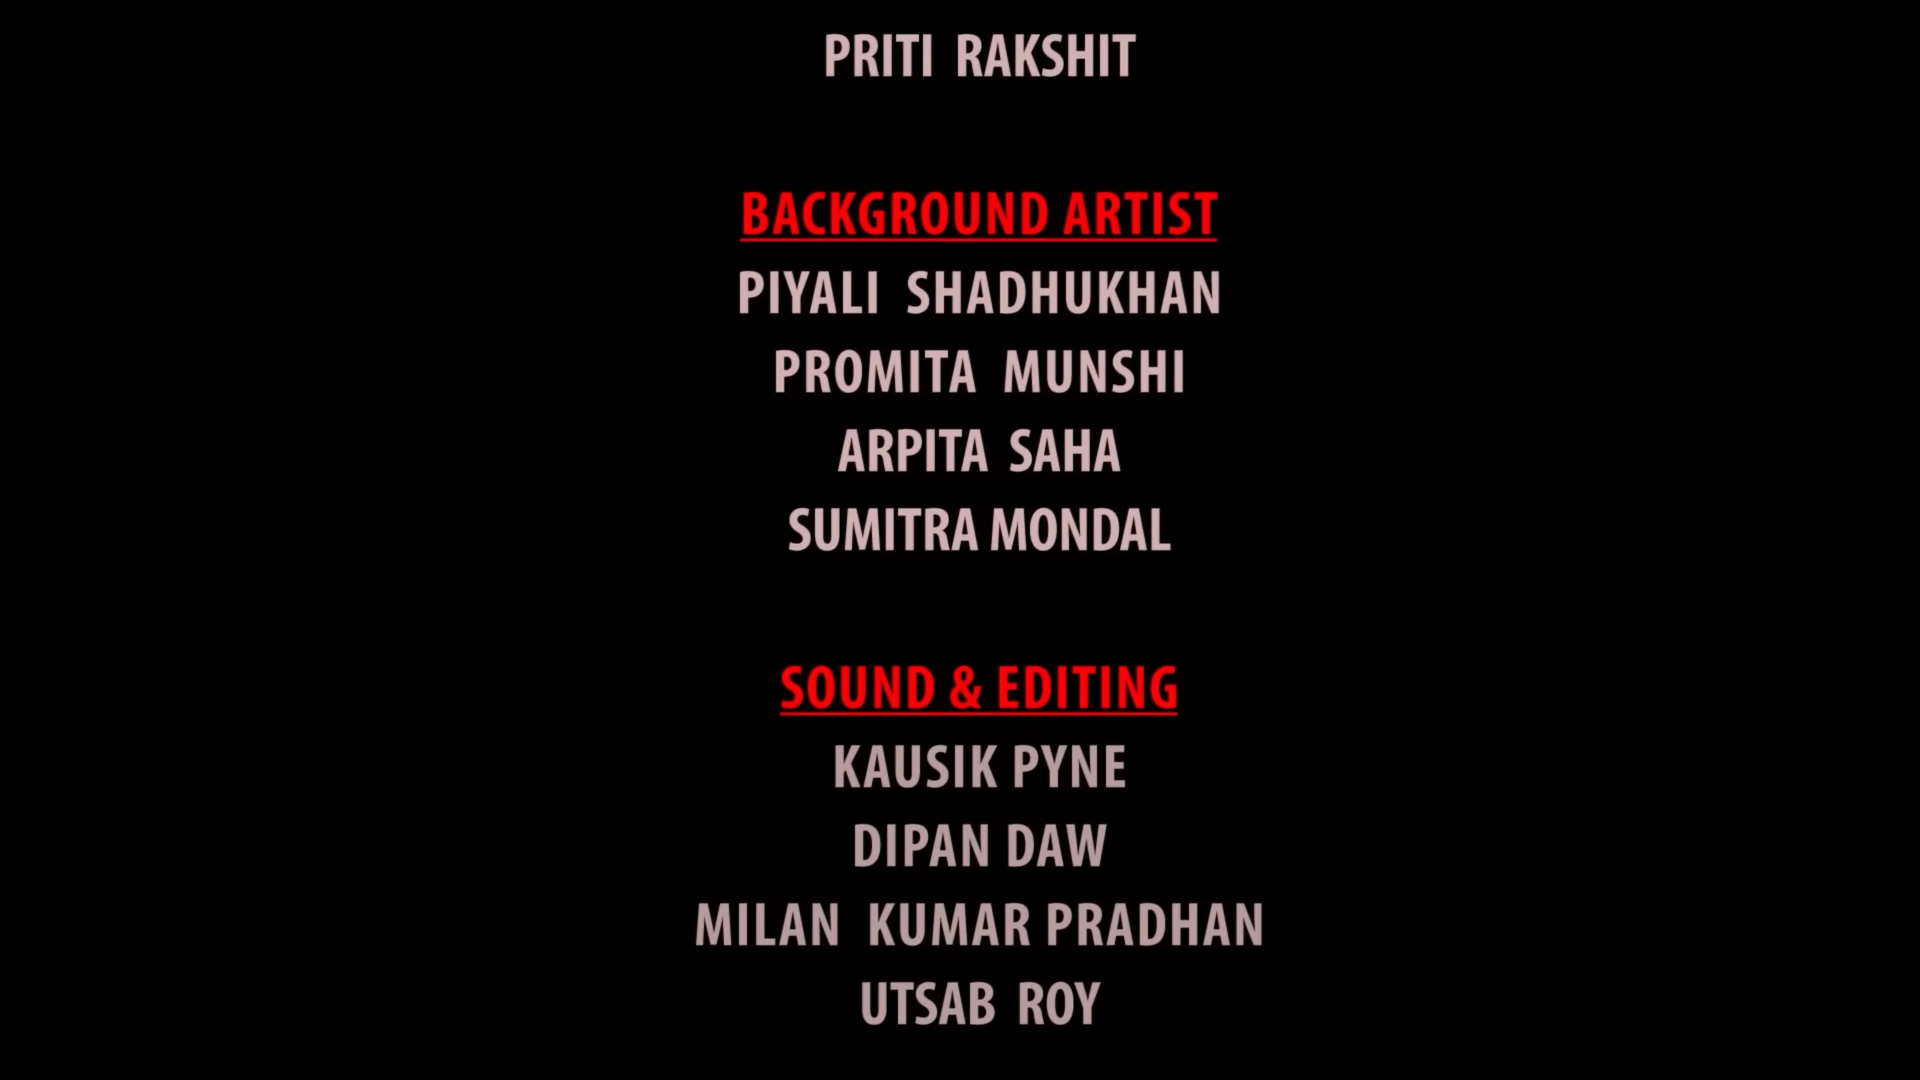 PRITI RAKSHIT
BACKGROUND ARTIST
PIYALI SHADHUKHAN
PROMITA MUNSHI
ARPITA SAHA
SUMITRA MONDAL
SOUND & EDITING
KAUSIK PYNE
DIPAN DAW
MILAN KUMAR PRADHAN
UTSAB ROY